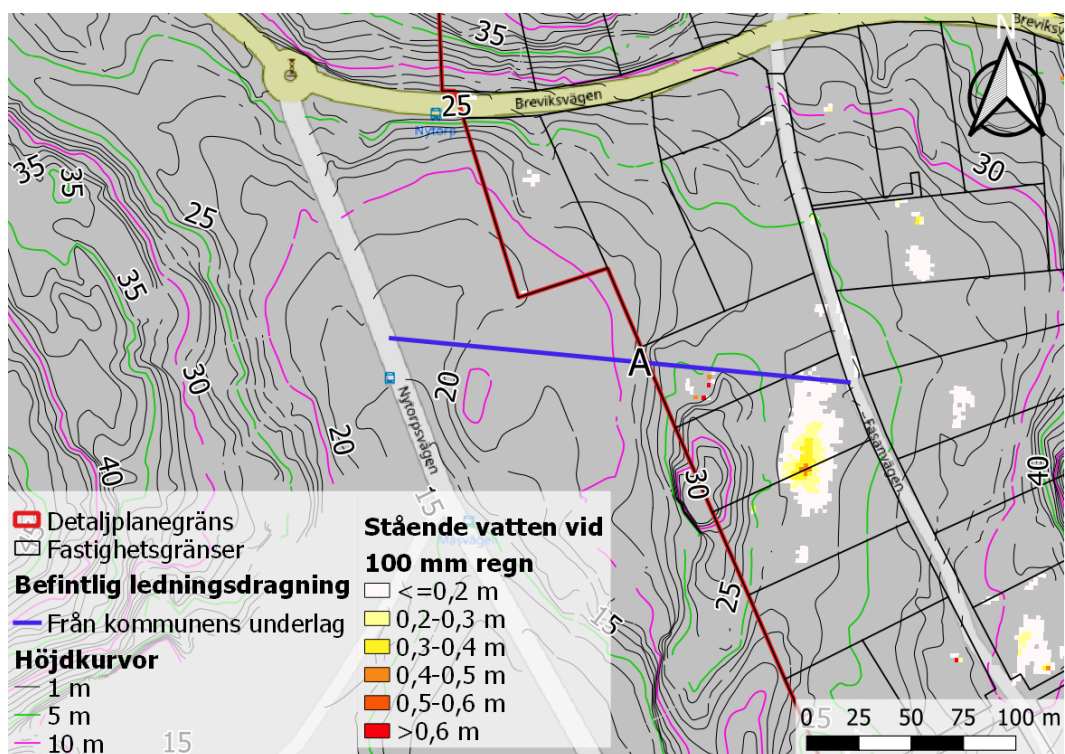 35
Breviksv
N
25
Breviksvägen
Nytorp
35
35
30
25
35
30
20
20
A
Nytorpsvägen
Fasanvägen
30
40
40
15
25
15
Detaljplanegräns
Fastighetsgränser
Befintlig ledningsdragning
Från kommunens underlag
Höjdkurvor
1 m
5 m
10 m
15
Stående vatten vid
100 mm regn
<=0,2 m
0,2-0,3 m
0,3-0,4 m
0,4-0,5 m
0,5-0,6 m
>0,6 m
0 25 50 75 100 m